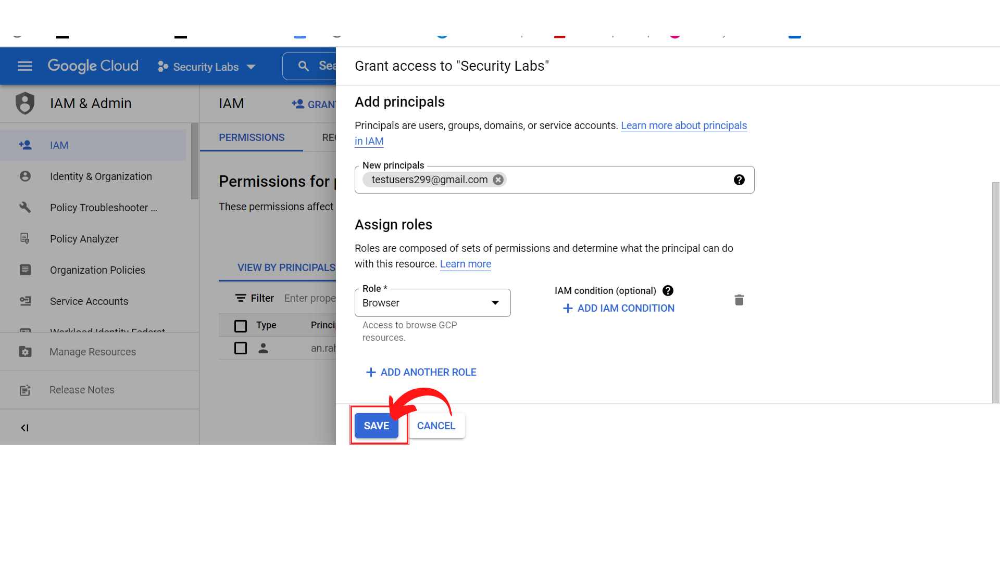 Google Cloud
Security Labs
Sea
IAM & Admin
IAM
Identity & Organization
Policy Troubleshooter ...
Policy Analyzer
Organization Policies
Service Accounts
Workload Identity Federat
Manage Resources
Release Notes
IAM
GRANT
PERMISSIONS
REC
Permissions for p
These permissions affect
VIEW BY PRINCIPALS
Filter
Enter prope
Type
Princi
an.rah
Grant access to "Security Labs"
Add principals
Principals are users, groups, domains, or service accounts. Learn more about principals
in IAM
New principals
testusers299@gmail.com
Assign roles
Roles are composed of sets of permissions and determine what the principal can do
with this resource. Learn more
Role *
Browser
Access to browse GCP
resources.
IAM condition (optional)
ADD IAM CONDITION
ADD ANOTHER ROLE
SAVE
CANCEL